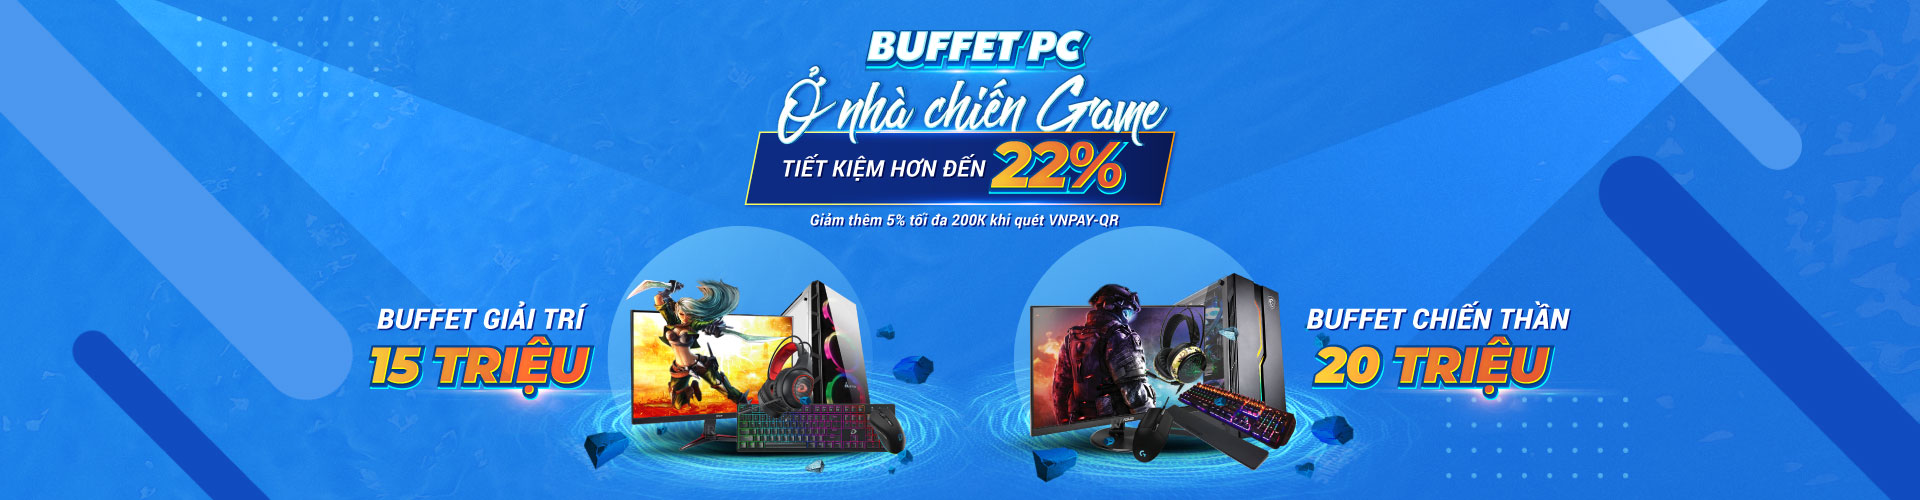 BUFFET PC
Ở nhà chiến Game
TIẾT KIỆM HƠN ĐẾN 22%
Giảm thêm 5% tối đa 200K khi quét VNPAY-QR
BUFFET GIẢI TRÍ
15 TRIỆU
BUFFET CHIẾN THẦN
20 TRIỆU